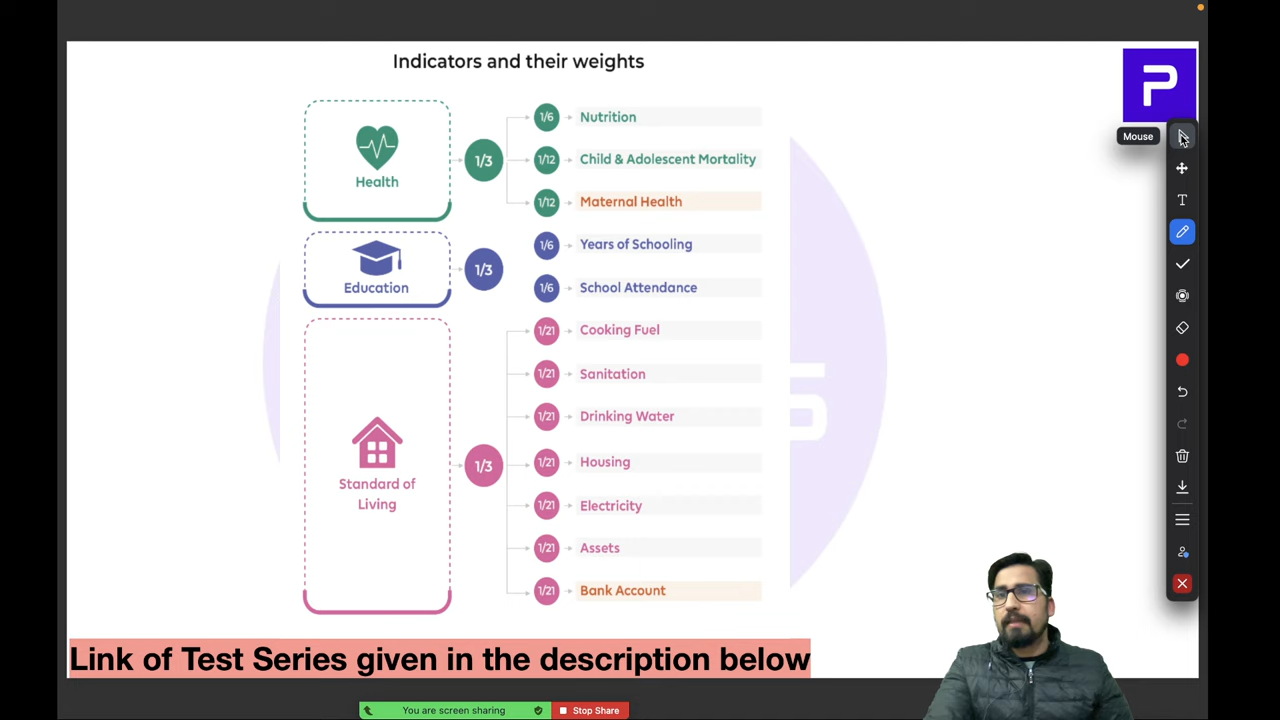 Indicators and their weights
P
Mouse
T
Health
1/3
1/6 Nutrition
1/12 Child & Adolescent Mortality
1/12 Maternal Health
Education
1/3
1/6 Years of Schooling
1/6 School Attendance
Standard of
Living
1/3
1/21 Cooking Fuel
1/21 Sanitation
1/21 Drinking Water
1/21 Housing
1/21 Electricity
1/21 Assets
1/21 Bank Account
S
Link of Test Series given in the description below
You are screen sharing
Stop Share